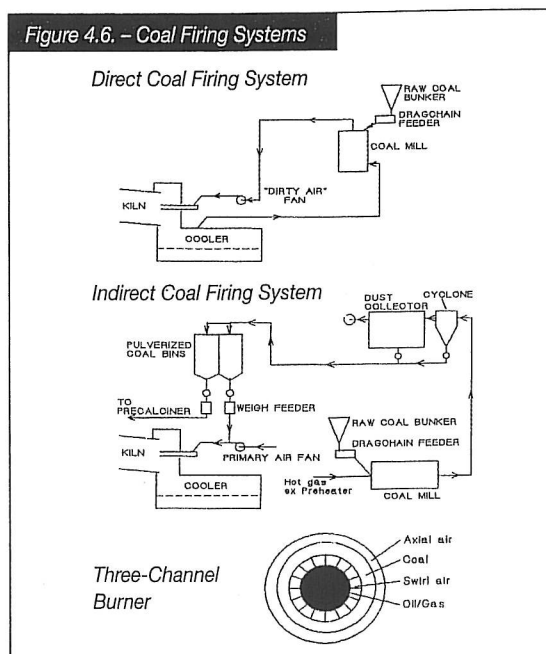 Figure 4.6. – Coal Firing Systems
Direct Coal Firing System
RAW COAL
BUNKER
DRAGCHAIN
FEEDER
COAL MILL
"DIRTY AIR"
FAN
KILN
COOLER
Indirect Coal Firing System
DUST
COLLECTOR
CYCLONE
PULVERIZED
COAL BINS
TO
PRECALCINER
WEIGH FEEDER
RAW COAL BUNKER
DRAGCHAIN FEEDER
KILN
PRIMARY AIR FAN
COOLER
Hot gas
ex Preheater
COAL MILL
Three-Channel
Burner
Axial air
Coal
Swirl air
Oil/Gas